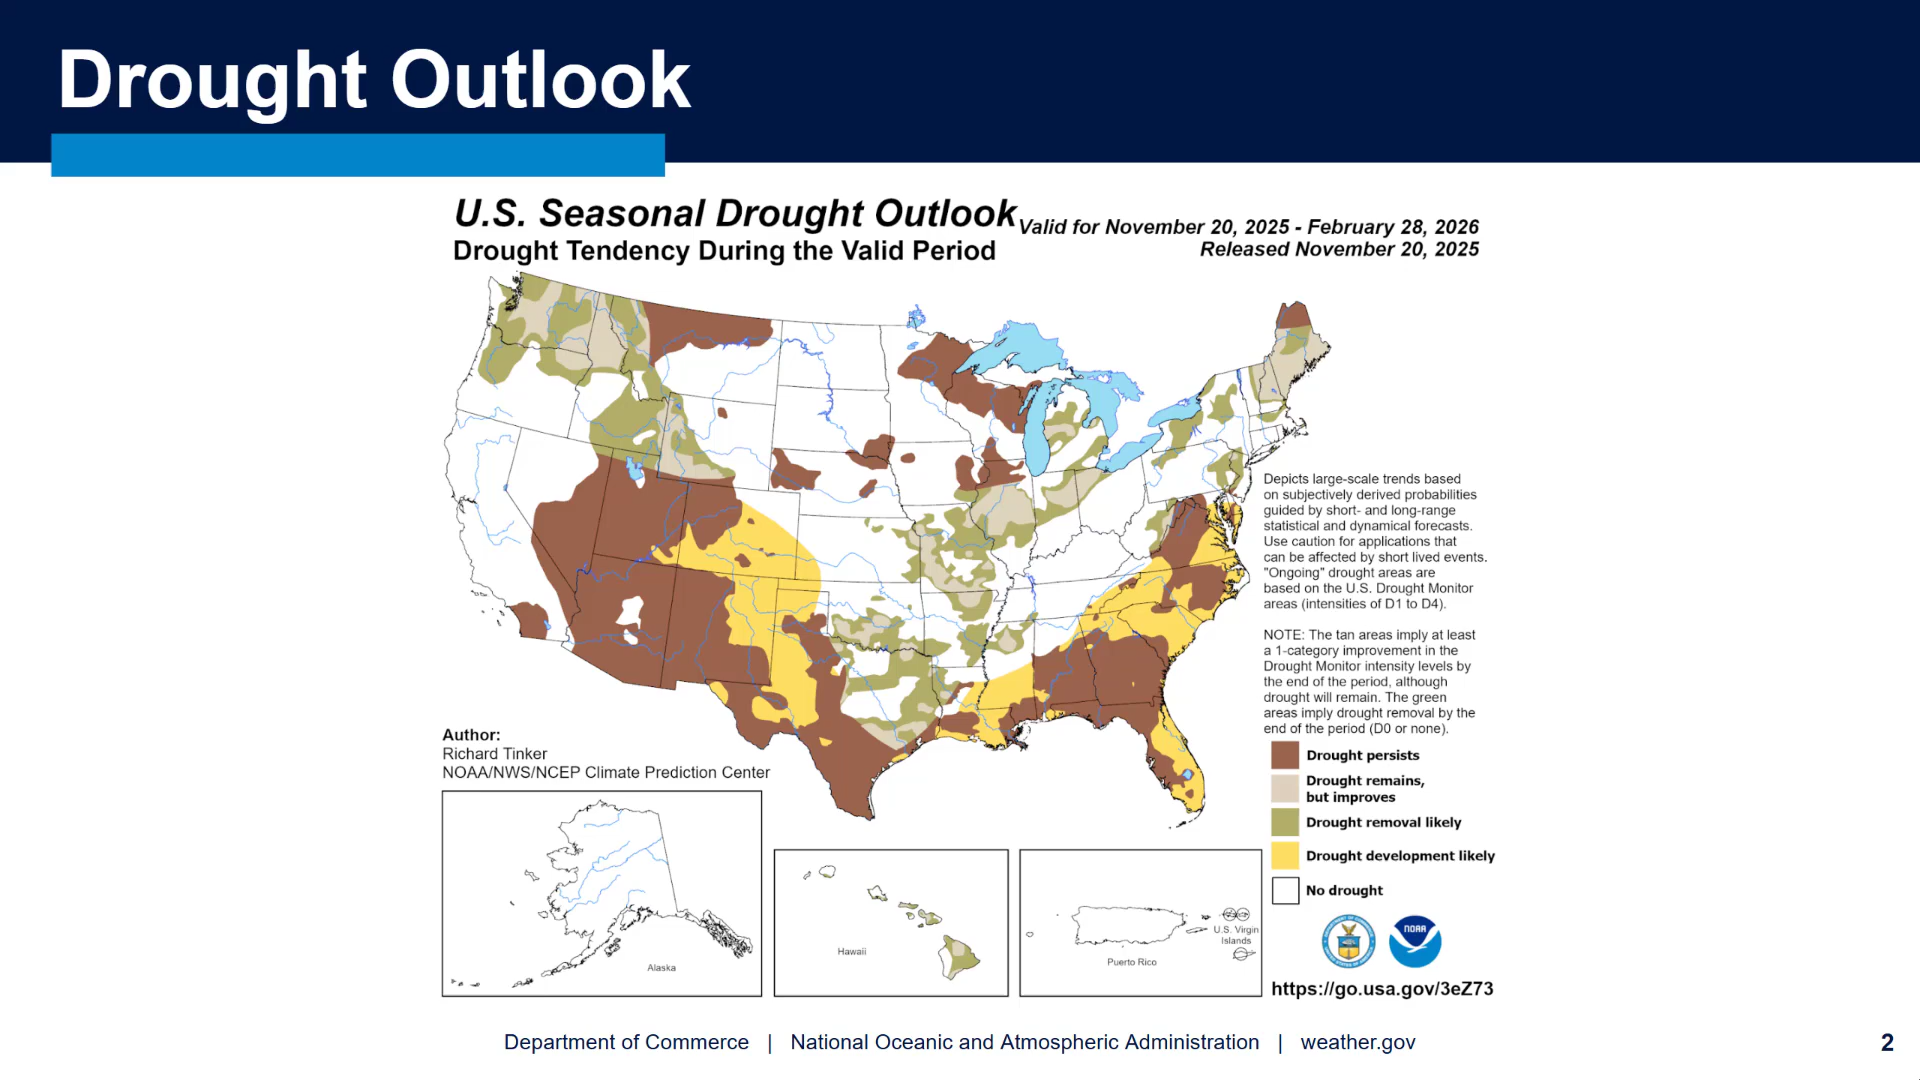 Drought Outlook
U.S. Seasonal Drought Outlook
Drought Tendency During the Valid Period
Valid for November 20, 2025 - February 28, 2026
Released November 20, 2025
Depicts large-scale trends based
on subjectively derived probabilities
guided by short- and long-range
statistical and dynamical forecasts.
Use caution for applications that
can be affected by short lived events.
"Ongoing" drought areas are
based on the U.S. Drought Monitor
areas (intensities of D1 to D4).
NOTE: The tan areas imply at least
a 1-category improvement in the
Drought Monitor intensity levels by
the end of the period, although
drought will remain. The green
areas imply drought removal by the
end of the period (D0 or none).
Author:
Richard Tinker
NOAA/NWS/NCEP Climate Prediction Center
Drought persists
Drought remains,
but improves
Drought removal likely
Drought development likely
No drought
Alaska
Hawaii
Puerto Rico
U.S. Virgin
Islands
NOAA
https://go.usa.gov/3eZ73
Department of Commerce | National Oceanic and Atmospheric Administration | weather.gov
2